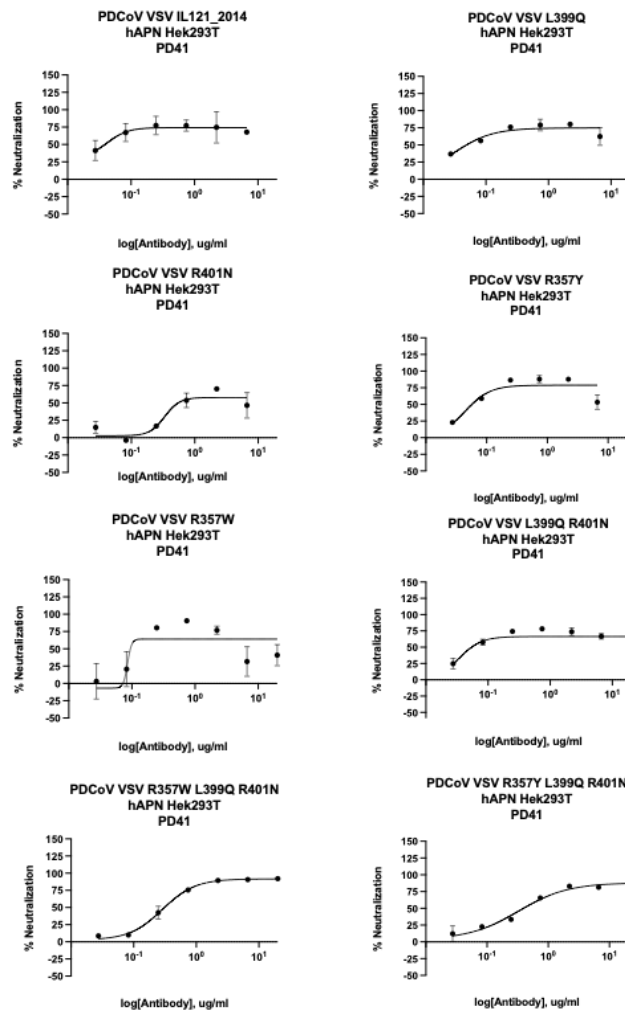 PDCoV VSV IL121_2014
hAPN Hek293T
PD41
% Neutralization
150
125
100
75
50
25
0
-25
-50
10-1
100
101
log[Antibody], ug/ml
PDCoV VSV L399Q
hAPN Hek293T
PD41
% Neutralization
150
125
100
75
50
25
0
-25
-50
10-1
100
101
log[Antibody], ug/ml
PDCoV VSV R401N
hAPN Hek293T
PD41
% Neutralization
150
125
100
75
50
25
0
-25
-50
10-1
100
101
log[Antibody], ug/ml
PDCoV VSV R357Y
hAPN Hek293T
PD41
% Neutralization
150
125
100
75
50
25
0
-25
-50
10-1
100
101
log[Antibody], ug/ml
PDCoV VSV R357W
hAPN Hek293T
PD41
% Neutralization
150
125
100
75
50
25
0
-25
-50
10-1
100
101
log[Antibody], ug/ml
PDCoV VSV L399Q R401N
hAPN Hek293T
PD41
% Neutralization
150
125
100
75
50
25
0
-25
-50
10-1
100
101
log[Antibody], ug/ml
PDCoV VSV R357W L399Q R401N
hAPN Hek293T
PD41
% Neutralization
150
125
100
75
50
25
0
-25
-50
10-1
100
101
log[Antibody], ug/ml
PDCoV VSV R357Y L399Q R401N
hAPN Hek293T
PD41
% Neutralization
150
125
100
75
50
25
0
-25
-50
10-1
100
101
log[Antibody], ug/ml